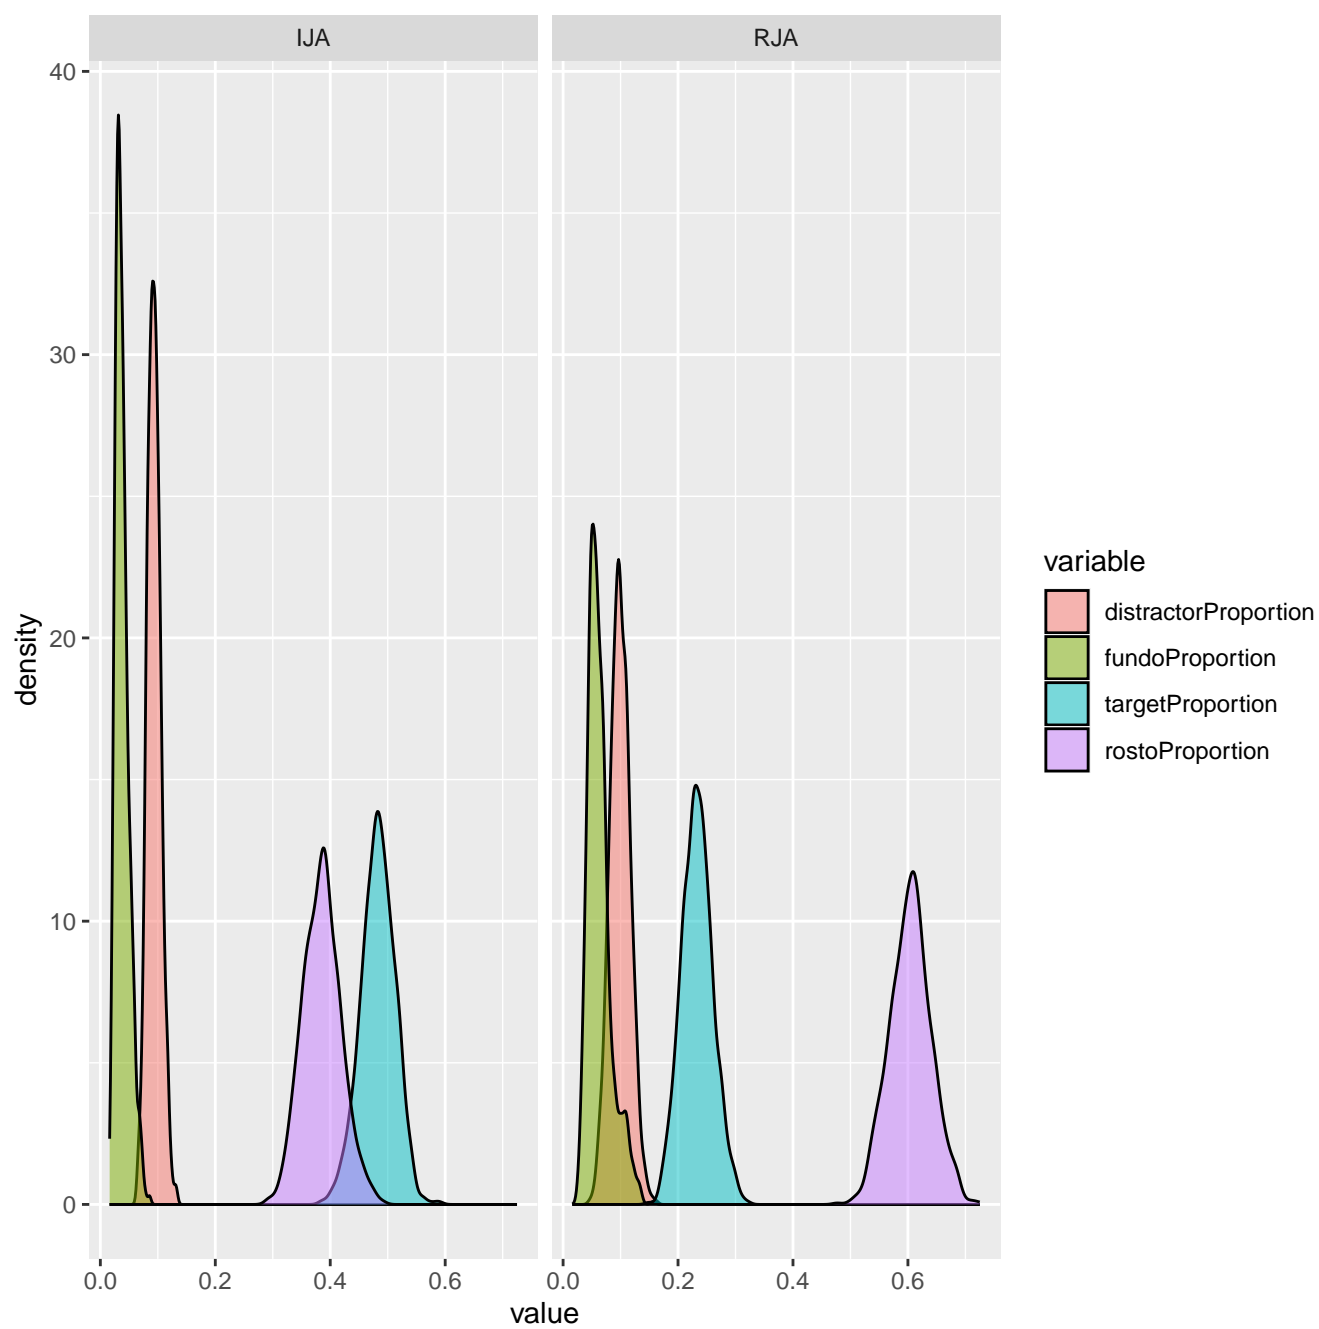 IJA
RJA
40
30
20
10
0
density
0.0 0.2 0.4 0.6
0.0 0.2 0.4 0.6
value
variable
distractorProportion
fundoProportion
targetProportion
rostoProportion